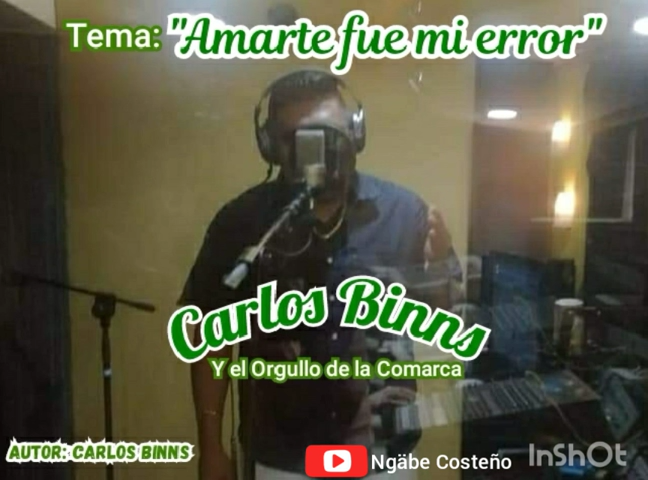 Tema: "Amarte fue mi error"
Carlos Binns
Y el Orgullo de la Comarca
AUTOR: CARLOS BINNS
Ngäbe Costeño
InShOt